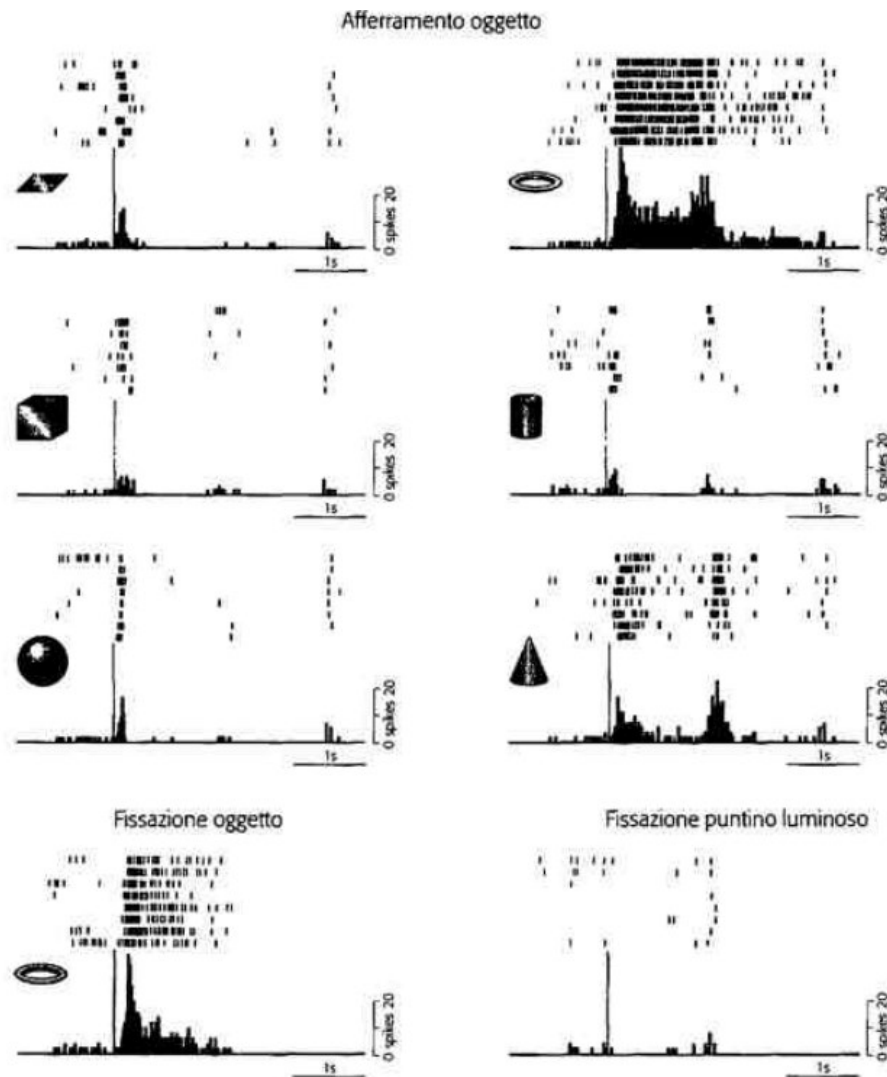 Afferramento oggetto
0 spikes 20
1s
0 spikes 20
1s
0 spikes 20
1s
0 spikes 20
1s
0 spikes 20
1s
0 spikes 20
1s
Fissazione oggetto
Fissazione puntino luminoso
0 spikes 20
1s
0 spikes 20
1s